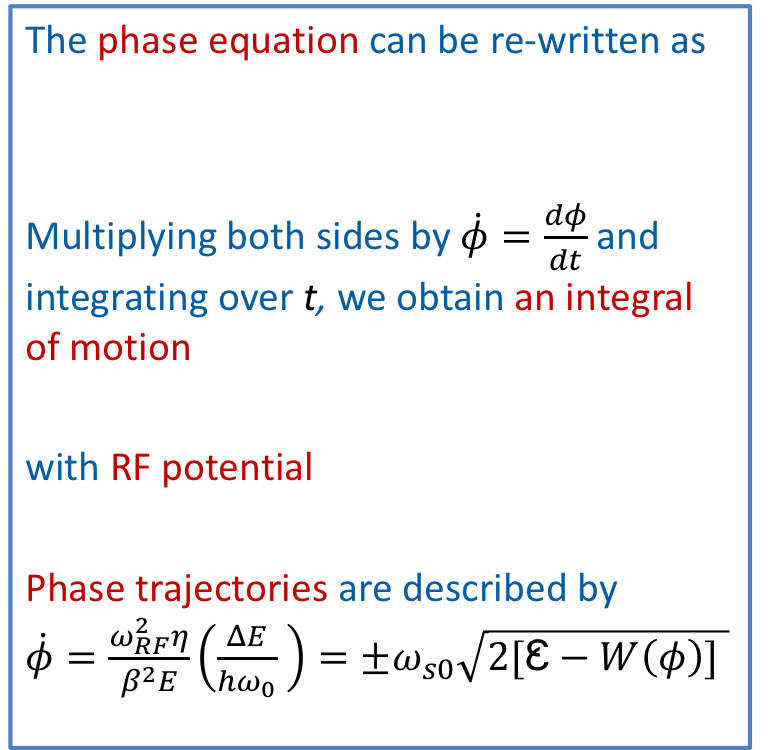 The phase equation can be re-written as
Multiplying both sides by $\dot{\phi} = \frac{d\phi}{dt}$ and
integrating over t, we obtain an integral
of motion
with RF potential
Phase trajectories are described by
$\dot{\phi} = \frac{\omega_{RF}^{2}\eta}{\beta^{2}E}\left(\frac{\Delta E}{h\omega_{0}}\right) = \pm\omega_{s0}\sqrt{2[\mathcal{E} - W(\phi)]}$